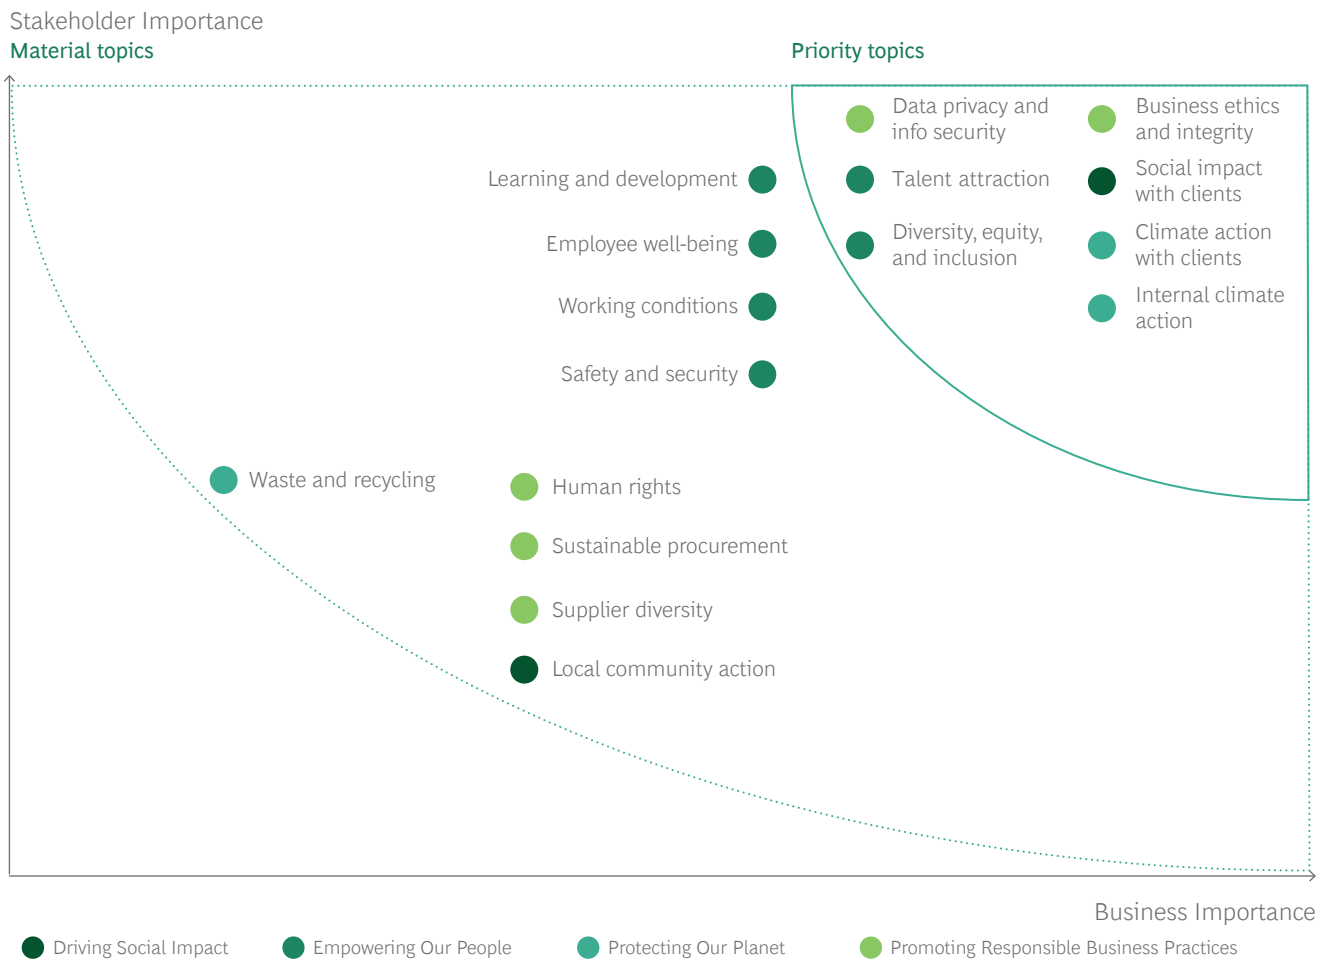 Stakeholder Importance
Material topics
Priority topics
Data privacy and
info security
Business ethics
and integrity
Learning and development
Talent attraction
Social impact
with clients
Employee well-being
Diversity, equity,
and inclusion
Climate action
with clients
Working conditions
Internal climate
action
Safety and security
Waste and recycling
Human rights
Sustainable procurement
Supplier diversity
Local community action
Business Importance
Driving Social Impact
Empowering Our People
Protecting Our Planet
Promoting Responsible Business Practices